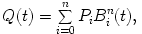 Q(t) = \sum_{i=0}^{n} P_i B_i^n(t),